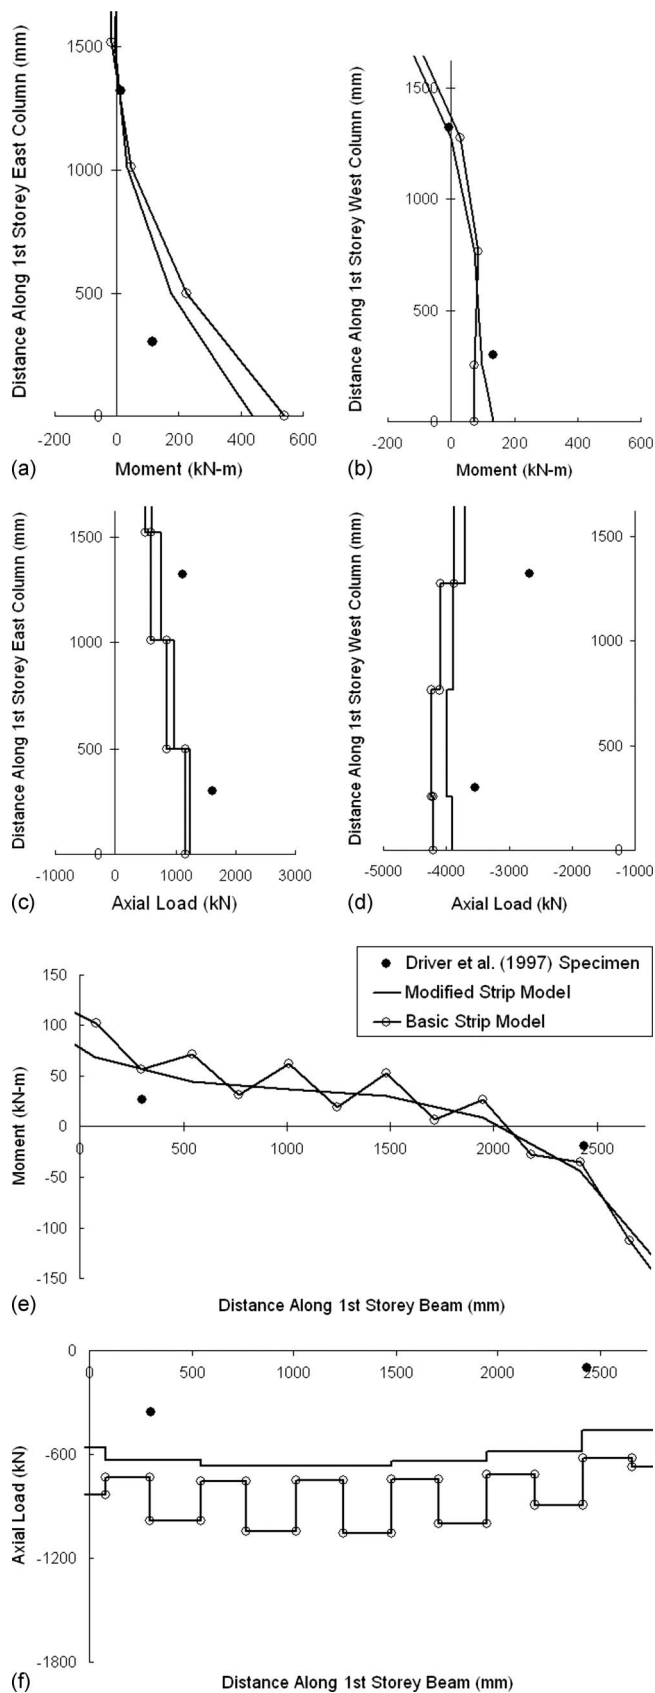 Distance Along 1st Storey East Column (mm)
1500
1000
500
0
-200 0 200 400 600
(a) Moment (kN-m)
Distance Along 1st Storey West Column (mm)
1500
1000
500
0
-200 0 200 400 600
(b) Moment (kN-m)
Distance Along 1st Storey East Column (mm)
1500
1000
500
0
-1000 0 1000 2000 3000
(c) Axial Load (kN)
Distance Along 1st Storey West Column (mm)
1500
1000
500
0
-5000 -4000 -3000 -2000 -1000
(d) Axial Load (kN)
Driver et al. (1997) Specimen
Modified Strip Model
Basic Strip Model
Moment (kN-m)
150
100
50
0
-50
-100
-150
0 500 1000 1500 2000 2500
(e) Distance Along 1st Storey Beam (mm)
Axial Load (kN)
0
-600
-1200
-1800
0 500 1000 1500 2000 2500
(f) Distance Along 1st Storey Beam (mm)